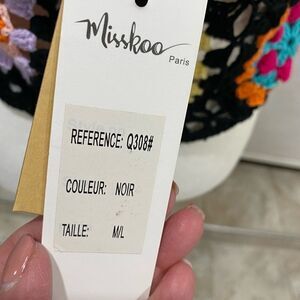 Misskoo
Paris
REFERENCE: Q308#
COULEUR: NOIR
TAILLE: M/L